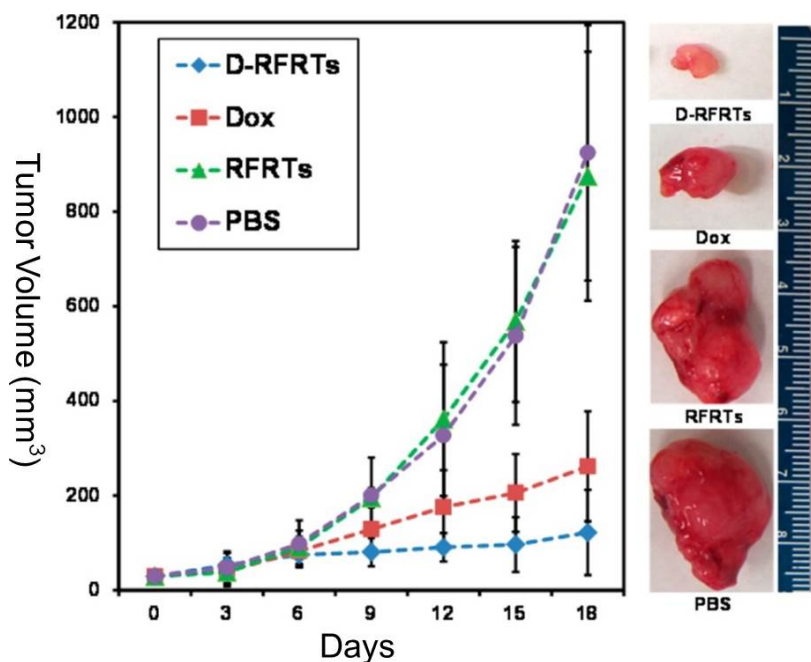 1200
1000
800
600
400
200
0
Tumor Volume (mm³)
D-RFRTs
Dox
RFRTs
PBS
0 3 6 9 12 15 18
Days
D-RFRTs
Dox
RFRTs
PBS
1
2
3
4
5
6
7
8